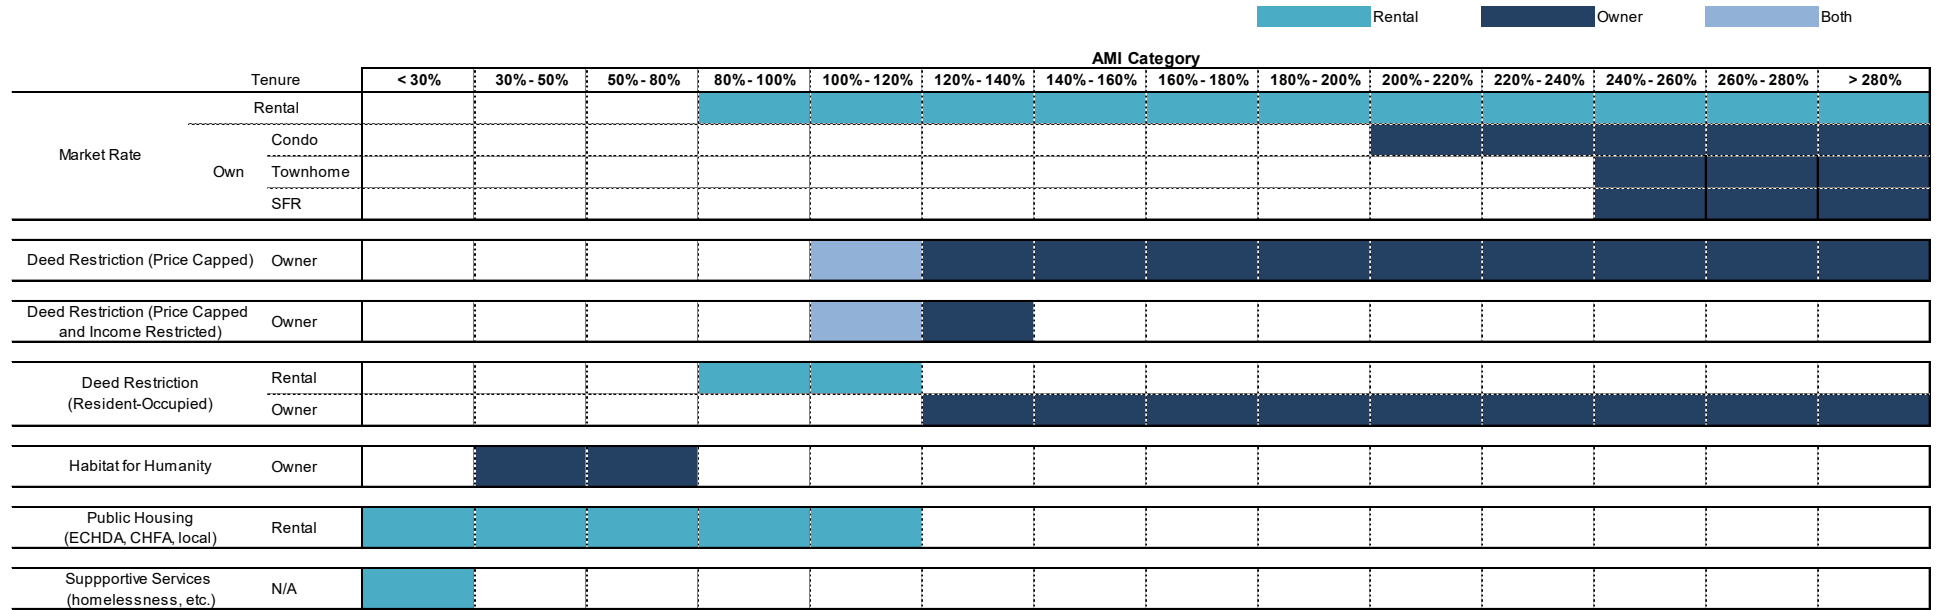 Rental Owner Both
AMI Category
Tenure < 30% 30% - 50% 50% - 80% 80% - 100% 100% - 120% 120% - 140% 140% - 160% 160% - 180% 180% - 200% 200% - 220% 220% - 240% 240% - 260% 260% - 280% > 280%
Rental
Condo
Market Rate
Own Townhome
SFR
Deed Restriction (Price Capped) Owner
Deed Restriction (Price Capped
and Income Restricted)
Owner
Deed Restriction
(Resident-Occupied)
Rental
Owner
Habitat for Humanity Owner
Public Housing
(ECHDA, CHFA, local)
Rental
Suppportive Services
(homelessness, etc.)
N/A